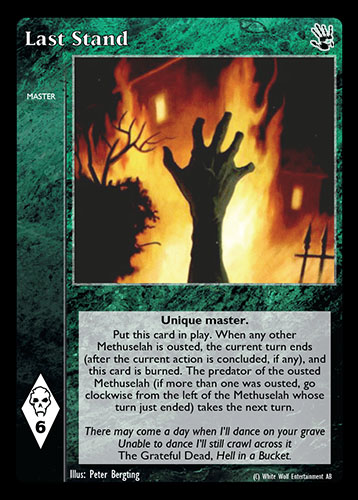 Last Stand
MASTER
Unique master.
Put this card in play. When any other
Methuselah is ousted, the current turn ends
(after the current action is concluded, if any), and
this card is burned. The predator of the ousted
Methuselah (if more than one was ousted, go
clockwise from the left of the Methuselah whose
turn just ended) takes the next turn.
There may come a day when I'll dance on your grave
Unable to dance I'll still crawl across it
The Grateful Dead, Hell in a Bucket.
6
Illus: Peter Bergting
(C) White Wolf Entertainment AB